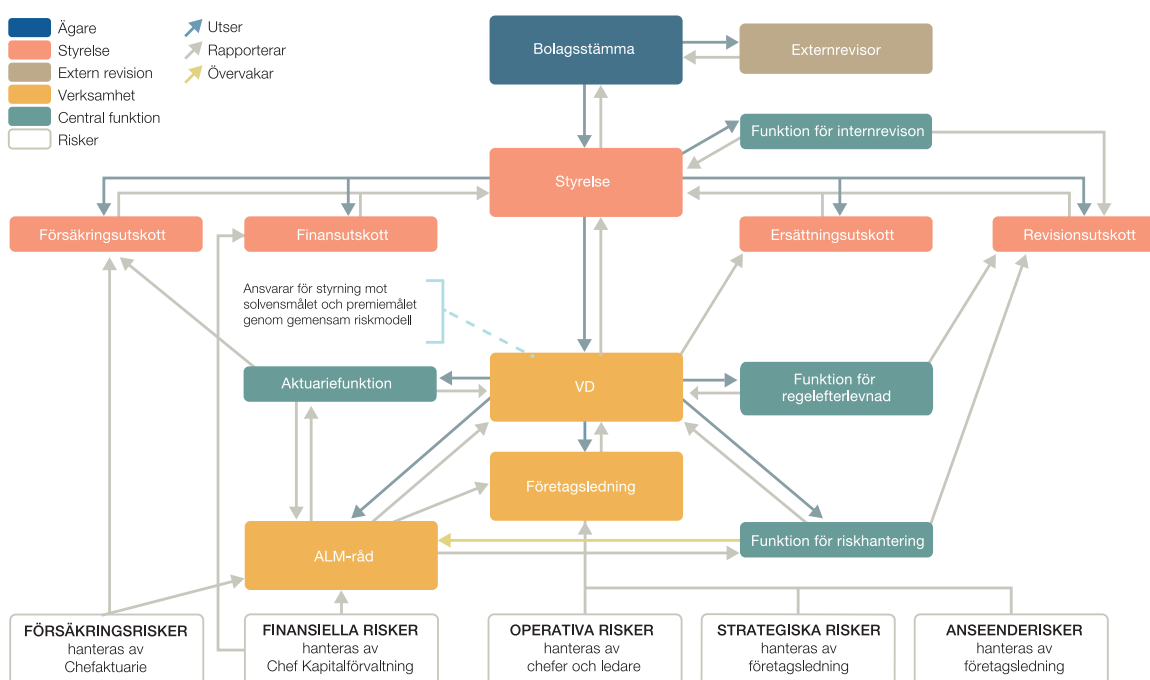 Ägare
Styrelse
Extern revision
Verksamhet
Central funktion
Risker
Utser
Rapporterar
Övervakar
Bolagsstämma
Externrevisor
Funktion för internrevison
Styrelse
Försäkringsutskott
Finansutskott
Ersättningsutskott
Revisionsutskott
Ansvarar för styrning mot
solvensmålet och premiemålet
genom gemensam riskmodell
Aktuariefunktion
VD
Funktion för
regelefterlevnad
Företagsledning
ALM-råd
Funktion för riskhantering
FÖRSÄKRINGSRISKER
hanteras av
Chefaktuarie
FINANSIELLA RISKER
hanteras av
Chef Kapitalförvaltning
OPERATIVA RISKER
hanteras av
chefer och ledare
STRATEGISKA RISKER
hanteras av
företagsledning
ANSEENDERISKER
hanteras av
företagsledning